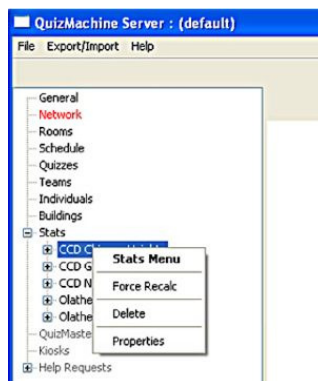 QuizMachine Server : (default)
File Export/Import Help
General
Network
Rooms
Schedule
Quizzes
Teams
Individuals
Buildings
Stats
CCD
CCD G
CCD N
Olathe
Olathe
QuizMaste
Kiosks
Help Requests
Stats Menu
Force Recalc
Delete
Properties